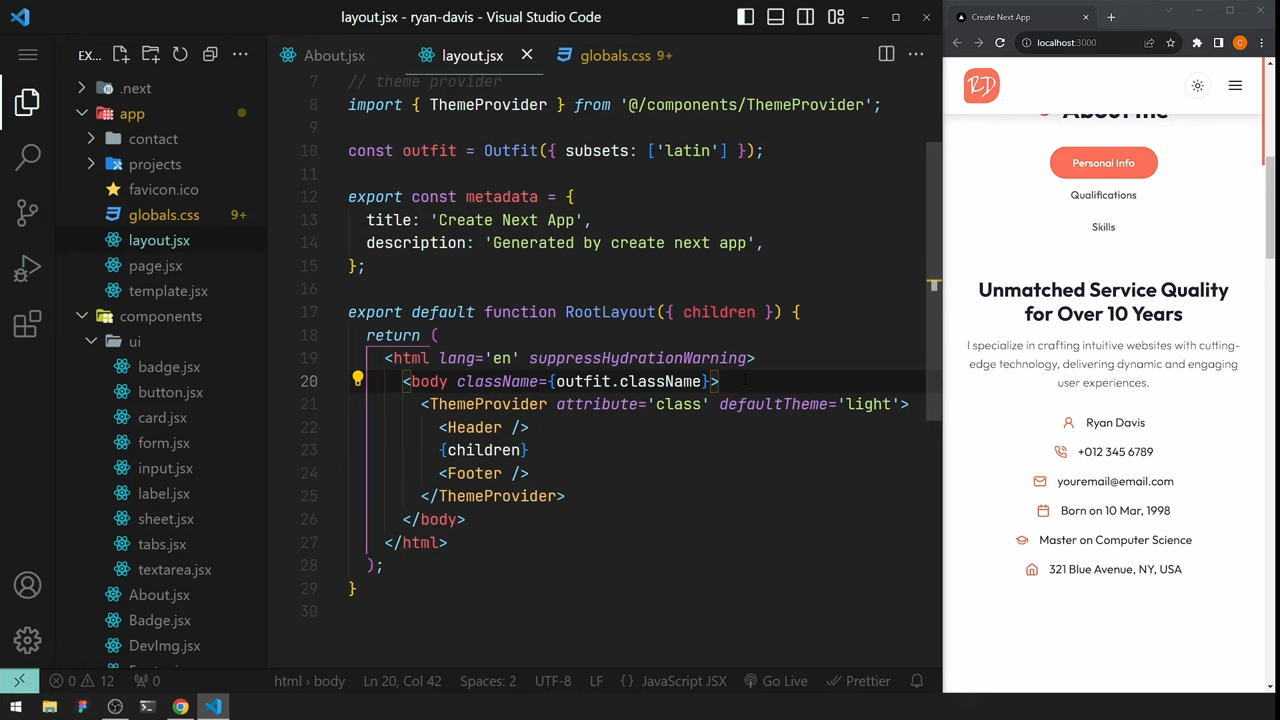 layout.jsx - ryan-davis - Visual Studio Code
EX...
.next
app
contact
projects
favicon.ico
globals.css 9+
layout.jsx
page.jsx
template.jsx
components
ui
badge.jsx
button.jsx
card.jsx
form.jsx
input.jsx
label.jsx
sheet.jsx
tabs.jsx
textarea.jsx
About.jsx
Badge.jsx
DevImg.jsx
About.jsx
layout.jsx
globals.css 9+
7 // theme provider
8 import { ThemeProvider } from '@/components/ThemeProvider';
9
10 const outfit = Outfit({ subsets: ['latin'] });
11
12 export const metadata = {
13 title: 'Create Next App',
14 description: 'Generated by create next app',
15 };
16
17 export default function RootLayout({ children }) {
18 return (
19 <html lang='en' suppressHydrationWarning>
20 <body className={outfit.className}>
21 <ThemeProvider attribute='class' defaultTheme='light'>
22 <Header />
23 {children}
24 <Footer />
25 </ThemeProvider>
26 </body>
27 </html>
28 );
29 }
30
0 12 0
html › body
Ln 20, Col 42
Spaces: 2
UTF-8
LF
{} JavaScript JSX
Go Live
Prettier
Create Next App
localhost:3000
C
RD
About me
Personal Info
Qualifications
Skills
Unmatched Service Quality
for Over 10 Years
I specialize in crafting intuitive websites with cutting-
edge technology, delivering dynamic and engaging
user experiences.
Ryan Davis
+012 345 6789
youremail@email.com
Born on 10 Mar, 1998
Master on Computer Science
321 Blue Avenue, NY, USA